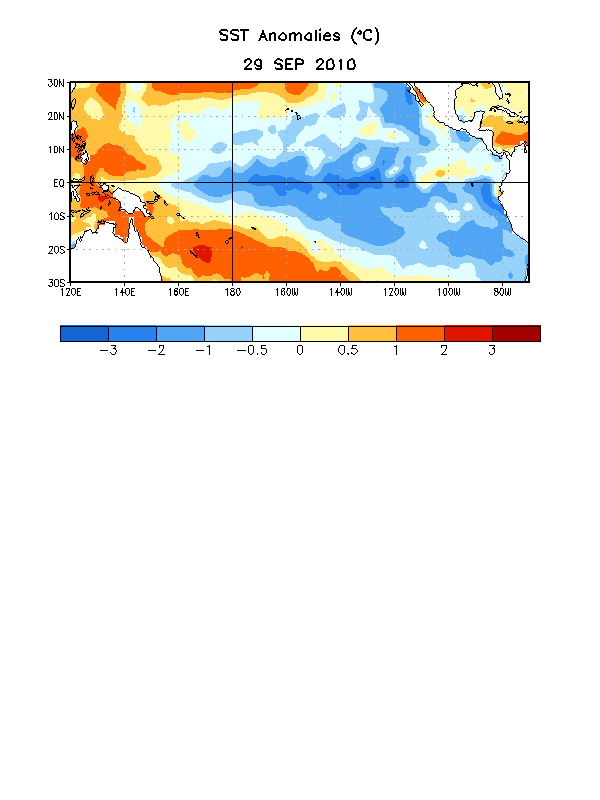 SST Anomalies (°C)
29 SEP 2010
30N
20N
10N
EQ
10S
20S
30S
120E 140E 160E 180 160W 140W 120W 100W 80W
-3 -2 -1 -0.5 0 0.5 1 2 3